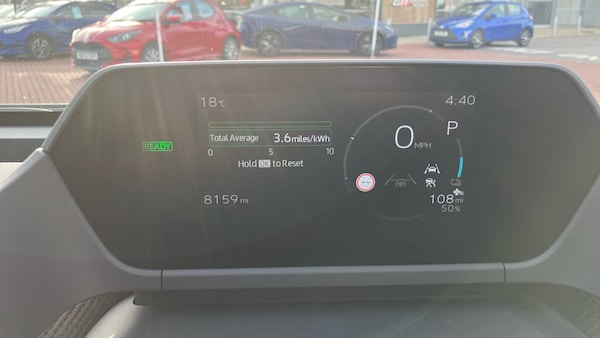 18°C
4:40
Total Average 3.6 miles/kWh
0 5 10
Hold OK to Reset
READY
0 MPH
P
8159 mi
108 mi
50%
GR